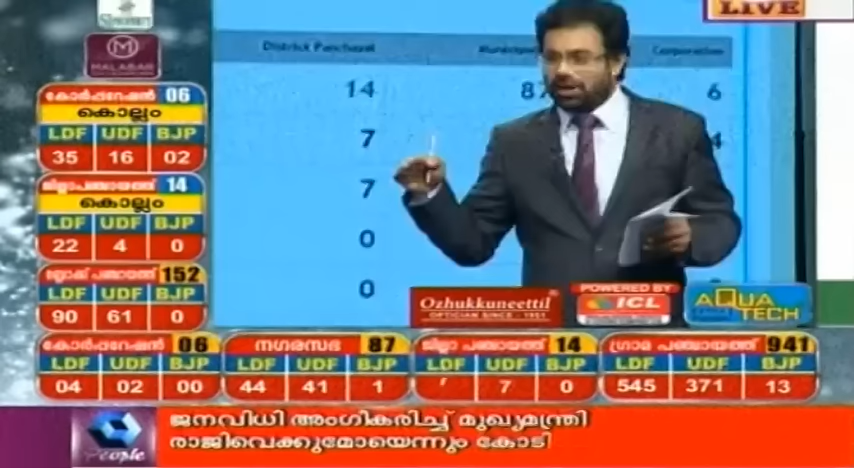 LIVE
MALABAR
District Panchayat
Corporation
14
87
6
7
7
0
0
കോർപ്പറേഷൻ 06
കൊല്ലം
LDF UDF BJP
35 16 02
ജില്ലാപഞ്ചായത്ത് 14
കൊല്ലം
LDF UDF BJP
22 4 0
ബ്ലോക്ക് പഞ്ചായത്ത് 152
LDF UDF BJP
90 61 0
Ozhukkuneettil
OPTICIAN SINCE - 1951
POWERED BY
ICL
AQUA
TECH
കോർപ്പറേഷൻ 06
LDF UDF BJP
04 02 00
നഗരസഭ 87
LDF UDF BJP
44 41 1
ജില്ലാ പഞ്ചായത്ത് 14
LDF UDF BJP
7 0
ഗ്രാമ പഞ്ചായത്ത് 941
LDF UDF BJP
545 371 13
People
ജനവിധി അംഗീകരിച്ച് മുഖ്യമന്ത്രി
രാജിവെക്കുമോയെന്നും കോടി